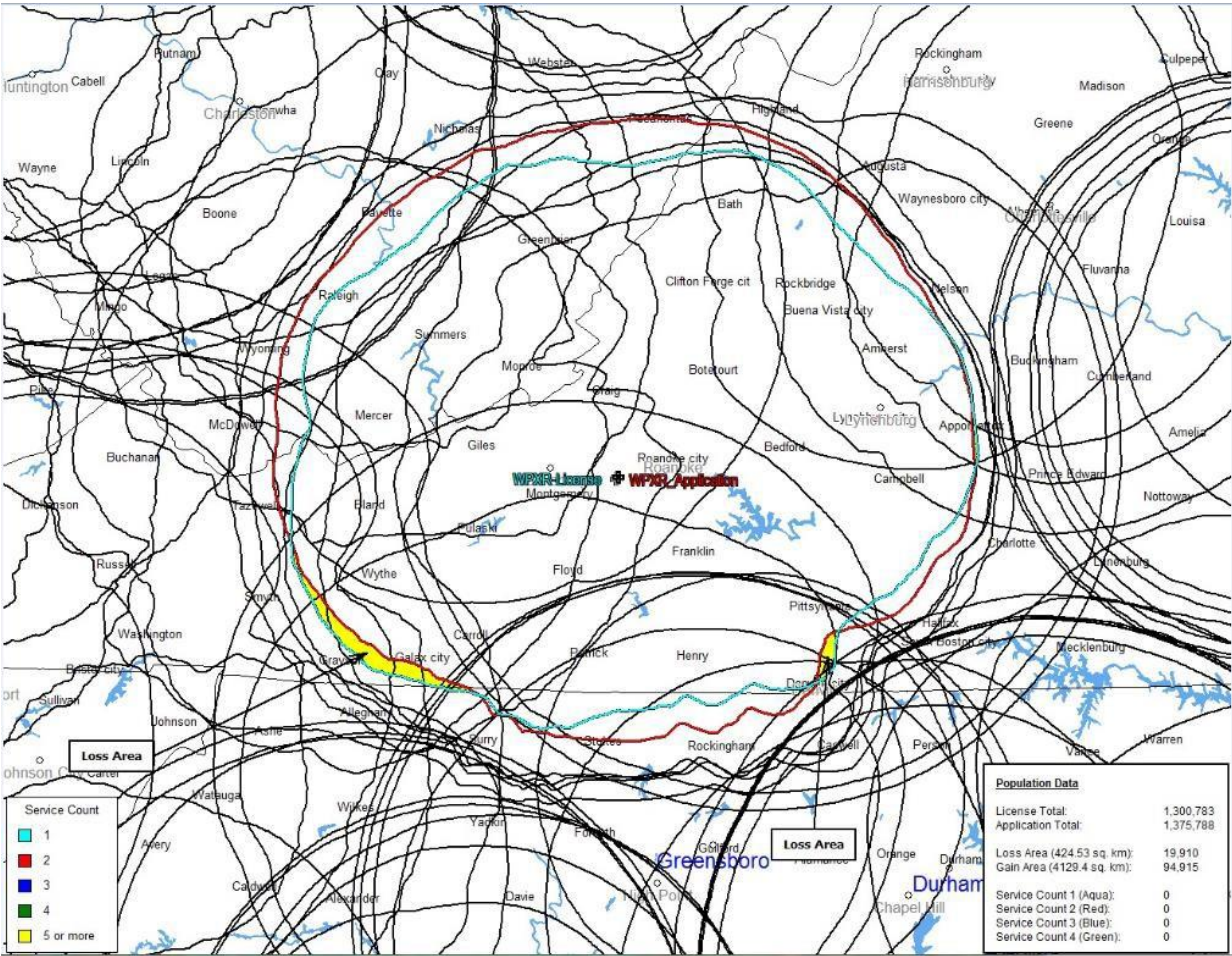 Putnam
Webster
Rockingham
Culpepe
Cabell
Clay
Huntington
Harrisonburg
Madison
Highland
Charleston
Pocahontas
Nicholas
Greene
Orange
Lincoln
Wayne
Augusta
Waynesboro city
Fayette
Bath
Boone
Charlottesville
Louisa
Greenbrier
Fluvanna
Logan
Clifton Forge cit
Rockbridge
Raleigh
Nelson
Mingo
Buena Vista city
Summers
Wyoming
Amherst
Buckingham
Monroe
Botetourt
Cumberland
Pike
Craig
Mercer
Lynchburg
McDowell
Appomattox
Amelia
Giles
Bedford
Buchanan
Roanoke city
Roanoke
Prince Edward
WPXR-License
WPXR_Application
Campbell
Montgomery
Nottoway
Dickenson
Tazewell
Bland
Pulaski
Charlotte
Franklin
Russell
Lunenburg
Wythe
Floyd
Smyth
Pittsylvania
Halifax
Washington
Carroll
South Boston city
Mecklenburg
Grayson
Galax city
Patrick
Henry
Bristol city
Danville city
Sullivan
Alleghany
Johnson
Ashe
Surry
Stokes
Rockingham
Caswell
Person
Vance
Warren
Loss Area
Johnson City
Carter
Watauga
Wilkes
Yadkin
Forsyth
Loss Area
Avery
Guilford
Alamance
Orange
Durham
Greensboro
High Point
Durham
Caldwell
Alexander
Davie
Chapel Hill
Service Count
1
2
3
4
5 or more
Population Data
License Total: 1,300,783
Application Total: 1,375,788
Loss Area (424.53 sq. km): 19,910
Gain Area (4129.4 sq. km): 94,915
Service Count 1 (Aqua): 0
Service Count 2 (Red): 0
Service Count 3 (Blue): 0
Service Count 4 (Green): 0